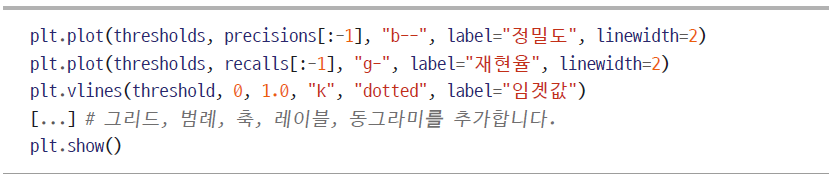 plt.plot(thresholds, precisions[:-1], "b--", label="정밀도", linewidth=2)
plt.plot(thresholds, recalls[:-1], "g-", label="재현율", linewidth=2)
plt.vlines(threshold, 0, 1.0, "k", "dotted", label="임곗값")
[...] # 그리드, 범례, 축, 레이블, 동그라미를 추가합니다.
plt.show()